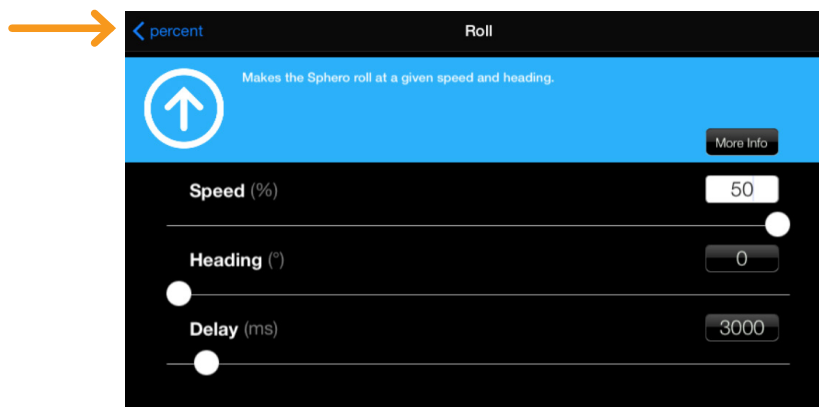 percent
Roll
Makes the Sphero roll at a given speed and heading.
More Info
Speed (%)
50
Heading (°)
0
Delay (ms)
3000